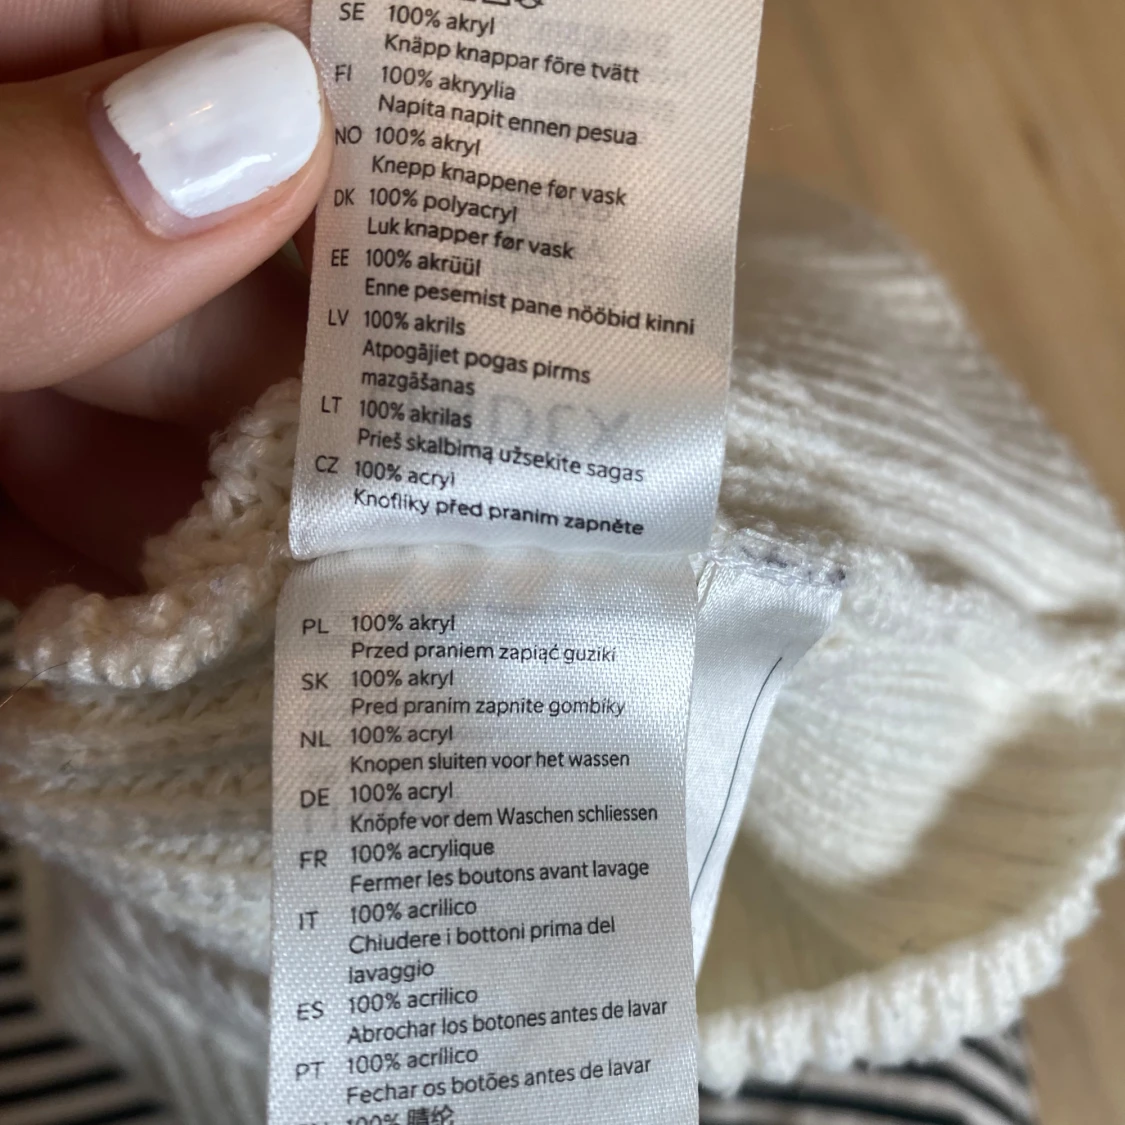 SE 100% akryl
Knäpp knappar före tvätt
FI 100% akryylia
Napita napit ennen pesua
NO 100% akryl
Knepp knappene før vask
DK 100% polyacryl
Luk knapper før vask
EE 100% akrüül
Enne pesemist pane nööbid kinni
LV 100% akrils
Atpogājiet pogas pirms
mazgāšanas
LT 100% akrilas
Prieš skalbimą užsekite sagas
CZ 100% acryl
Knoflíky před praním zapněte
PL 100% akryl
Przed praniem zapiąć guziki
SK 100% akryl
Pred praním zapnite gombíky
NL 100% acryl
Knopen sluiten voor het wassen
DE 100% acryl
Knöpfe vor dem Waschen schliessen
FR 100% acrylique
Fermer les boutons avant lavage
IT 100% acrilico
Chiudere i bottoni prima del
lavaggio
ES 100% acrílico
Abrochar los botones antes de lavar
PT 100% acrílico
Fechar os botões antes de lavar
100% 腈纶